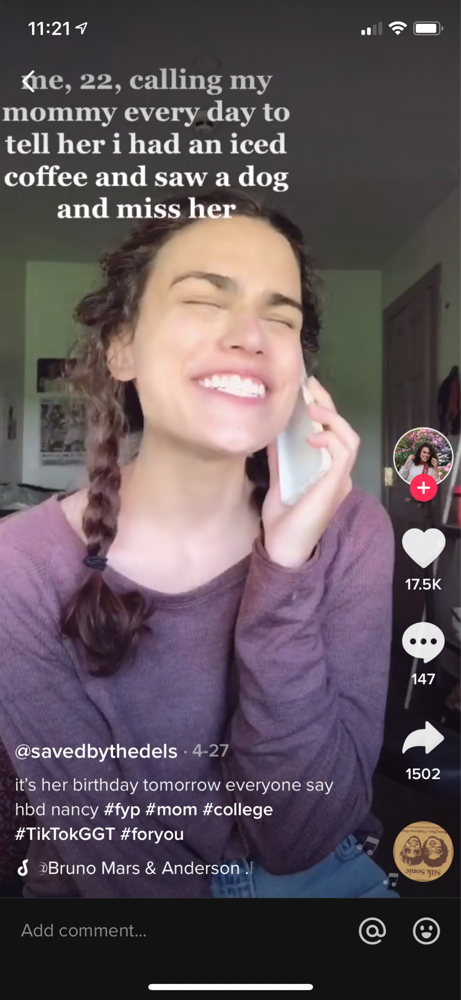 11:21
me, 22, calling my
mommy every day to
tell her i had an iced
coffee and saw a dog
and miss her
17.5K
147
1502
@savedbythedels · 4-27
it's her birthday tomorrow everyone say
hbd nancy #fyp #mom #college
#TikTokGGT #foryou
@Bruno Mars & Anderson .
Silk Sonic
Add comment...